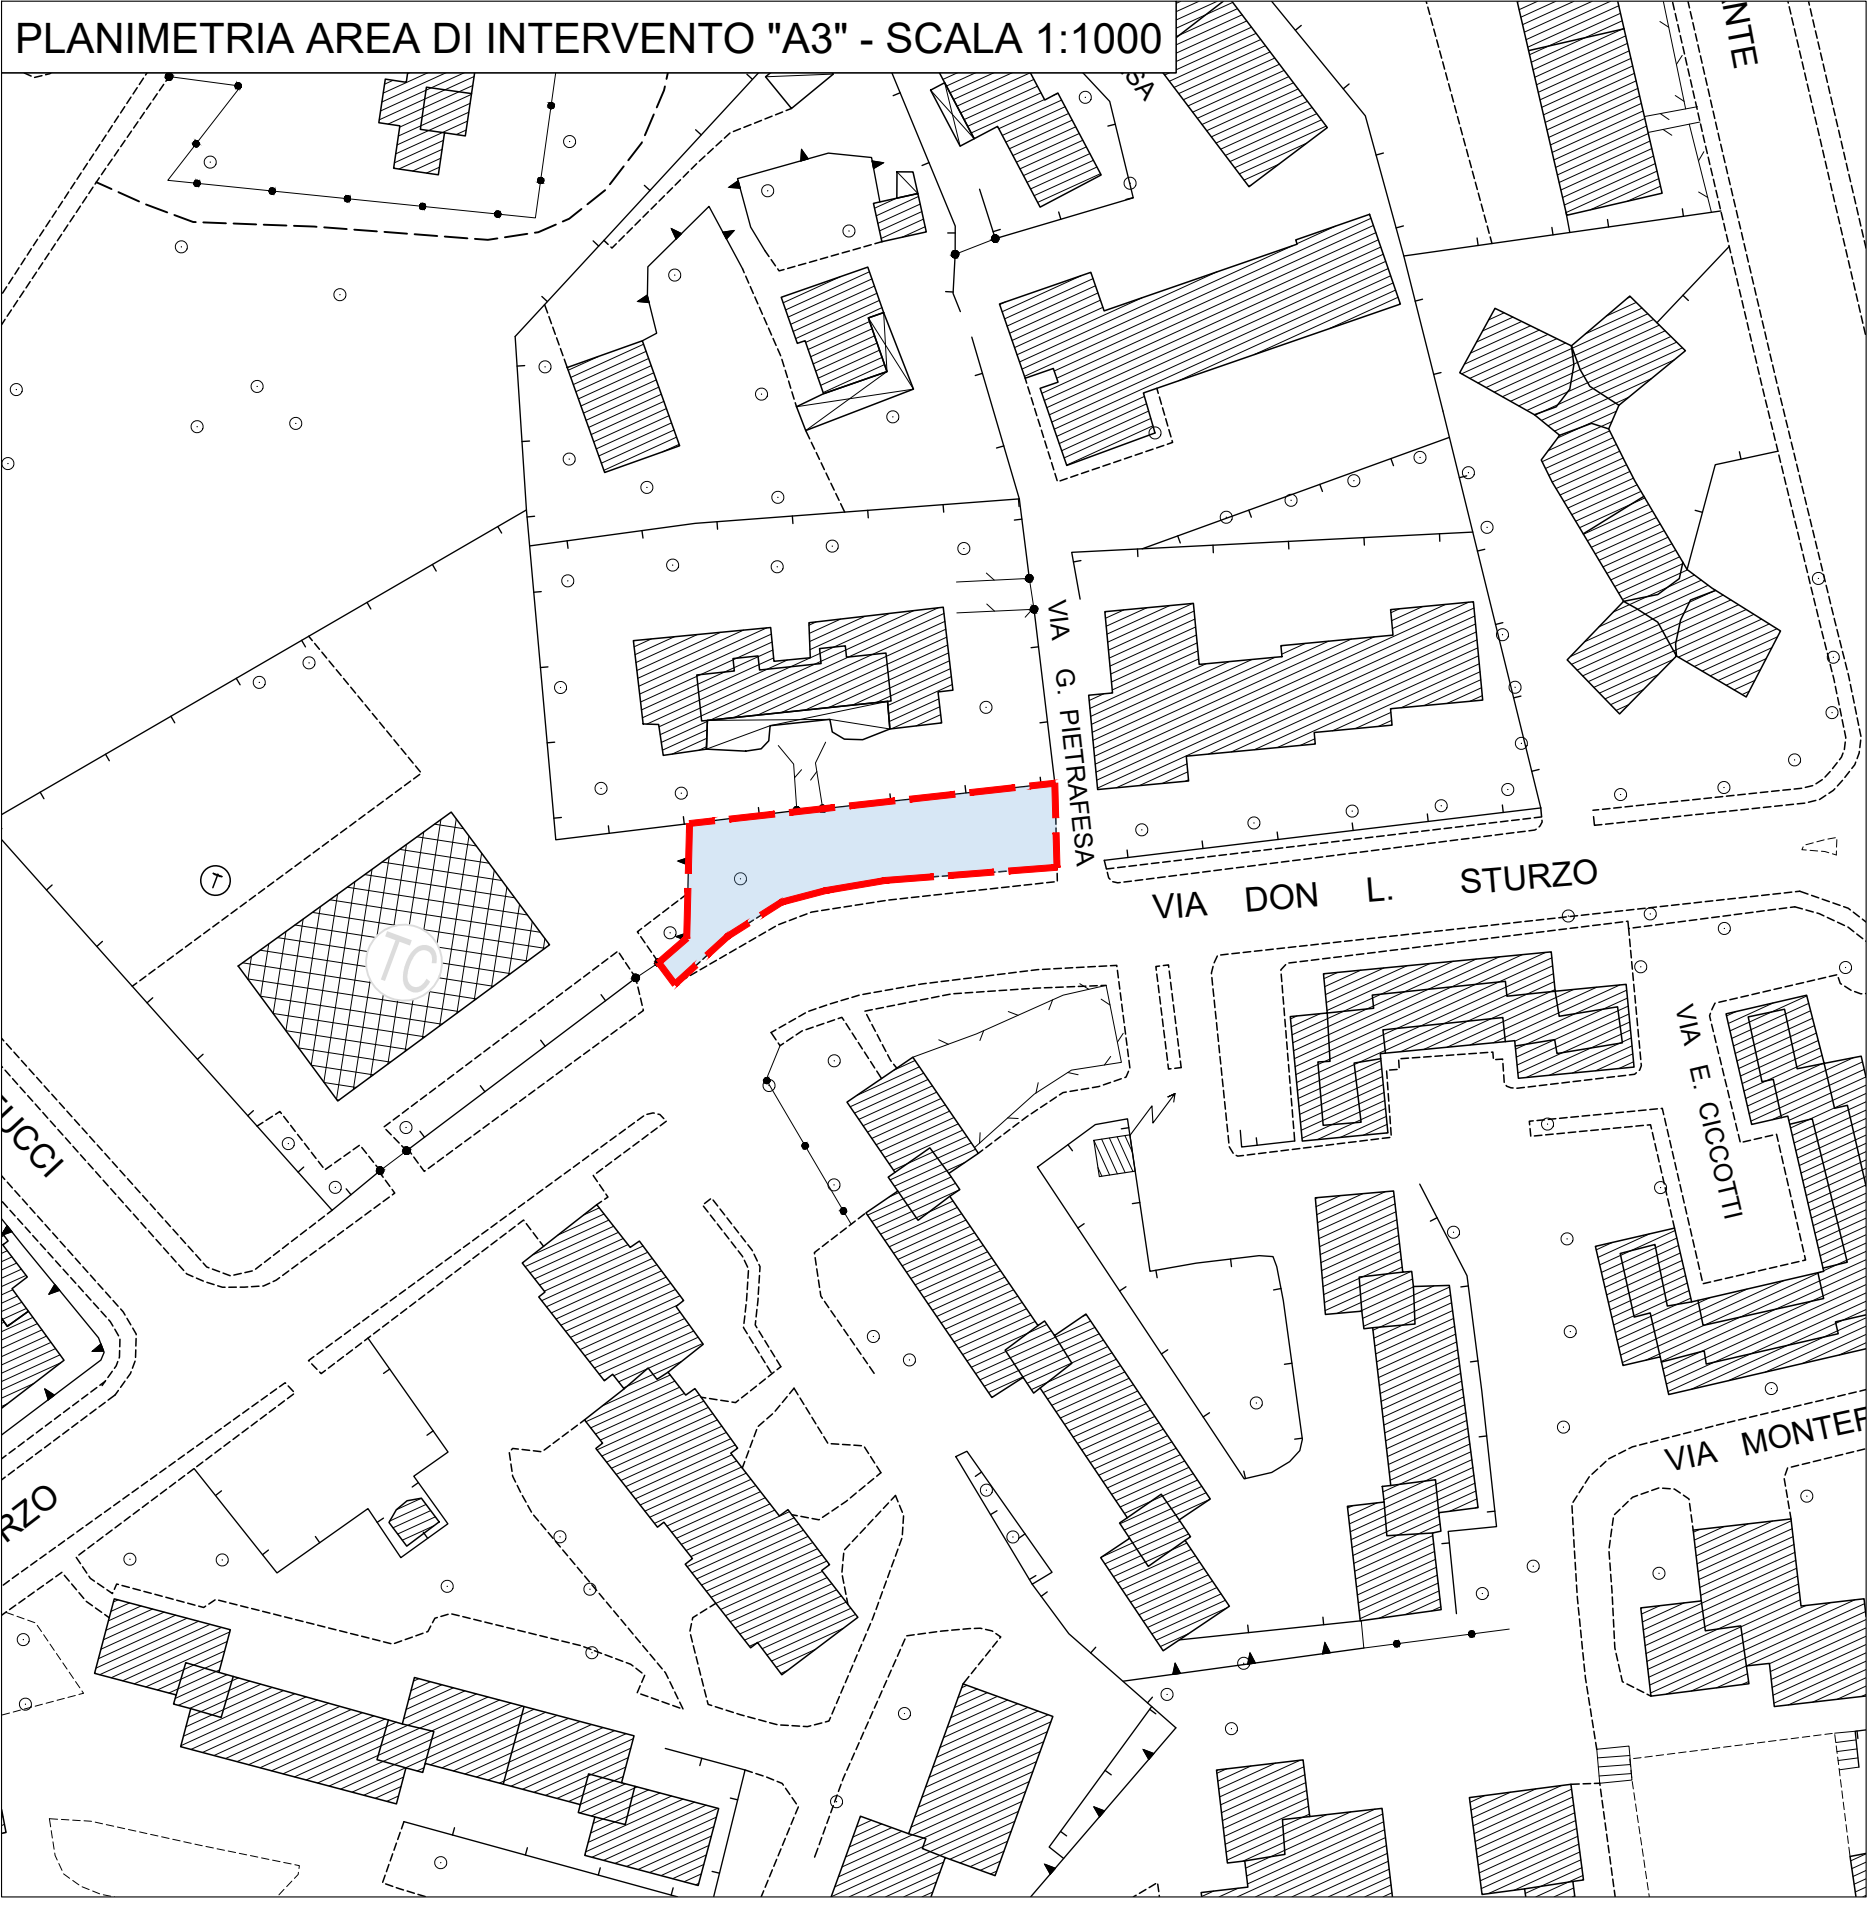 PLANIMETRIA AREA DI INTERVENTO "A3" - SCALA 1:1000
NTE
SA
VIA G. PIETRAFESA
VIA DON L. STURZO
T
TC
VIA E. CICCOTTI
UCCI
VIA MONTEF
RZO